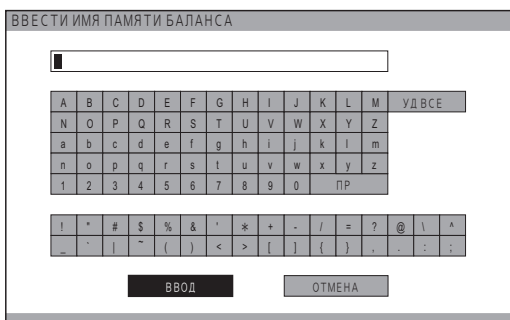 ВВЕСТИ ИМЯ ПАМЯТИ БАЛАНСА
A B C D E F G H I J K L M УД ВСЕ
N O P Q R S T U V W X Y Z
a b c d e f g h i j k l m
n o p q r s t u v w x y z
1 2 3 4 5 6 7 8 9 0 ПР
! " # $ % & ' * + - / = ? @ \ ^
_ ` | ~ ( ) < > [ ] { } , . : ;
ВВОД ОТМЕНА